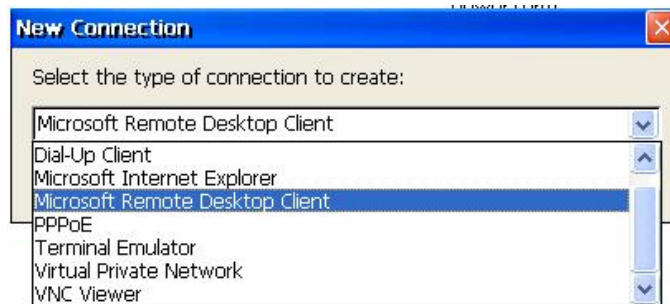 New Connection
Select the type of connection to create:
Microsoft Remote Desktop Client
Dial-Up Client
Microsoft Internet Explorer
Microsoft Remote Desktop Client
PPPoE
Terminal Emulator
Virtual Private Network
VNC Viewer